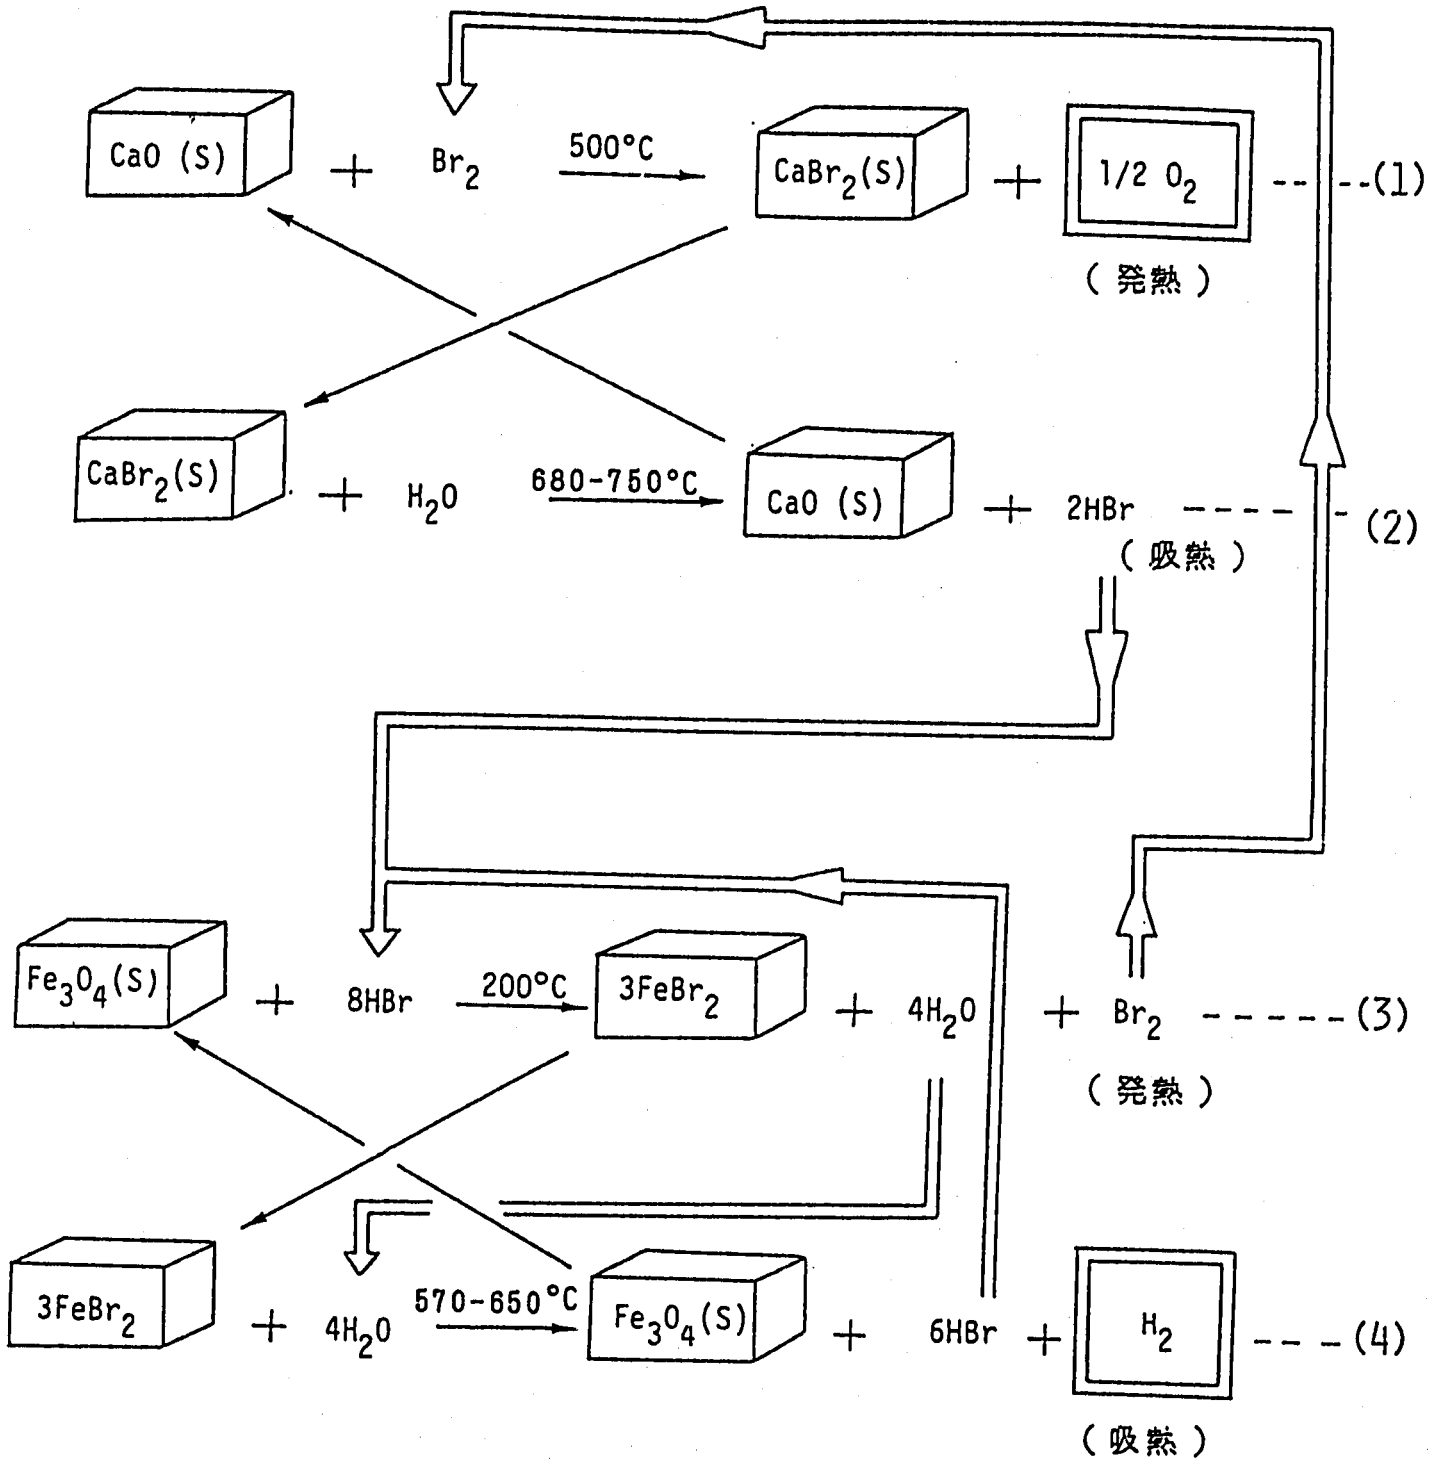 CaO (S) + Br₂ 500°C CaBr₂(S) + 1/2 O₂ -----(1)
(発熱)
CaBr₂(S) + H₂O 680-750°C CaO (S) + 2HBr -----(2)
(吸熱)
Fe₃O₄(S) + 8HBr 200°C 3FeBr₂ + 4H₂O + Br₂ -----(3)
(発熱)
3FeBr₂ + 4H₂O 570-650°C Fe₃O₄(S) + 6HBr + H₂ ----(4)
(吸熱)